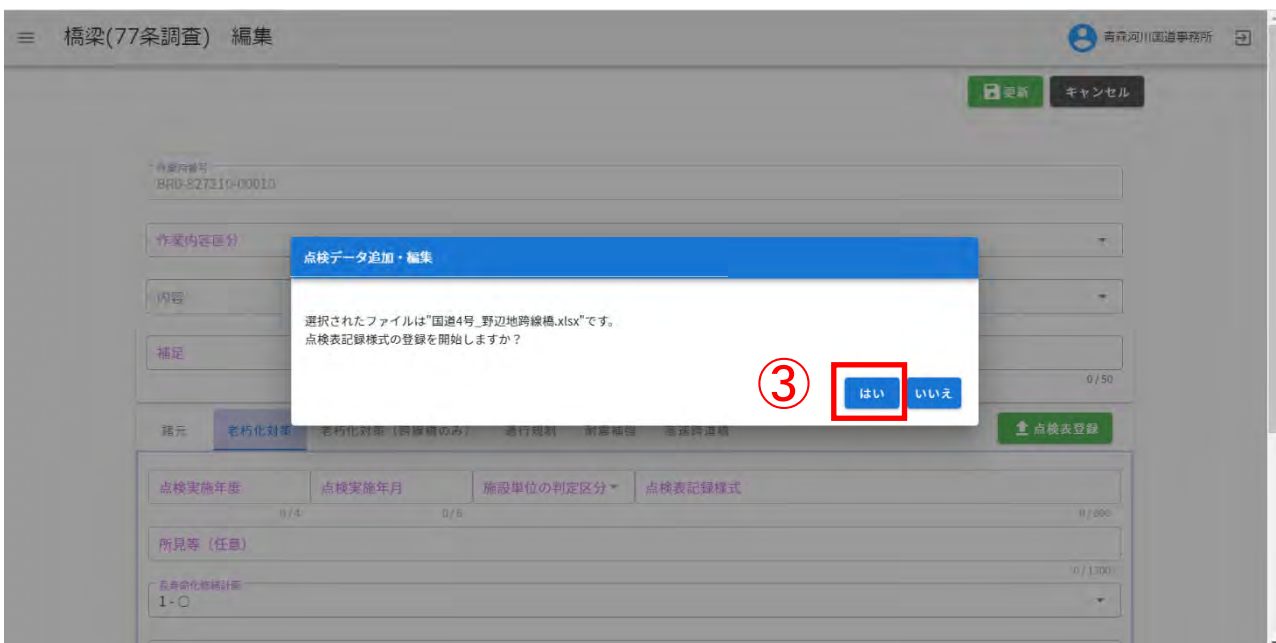 橋梁(77条調査) 編集
青森河川国道事務所
更新 キャンセル
作業用番号
BR0-827210-00010
作業内容区分
点検データ追加・編集
内容
選択されたファイルは"国道4号_野辺地跨線橋.xlsx"です。
点検表記録様式の登録を開始しますか？
補足
③ はい いいえ
0/50
諸元 老朽化対策 老朽化対策（跨線橋のみ） 通行規制 耐震補強 点検表登録
点検実施年度 点検実施年月 施設単位の判定区分 点検表記録様式
0/4 0/6
所見等（任意）
0/1300
長寿命化修繕計画
1-○